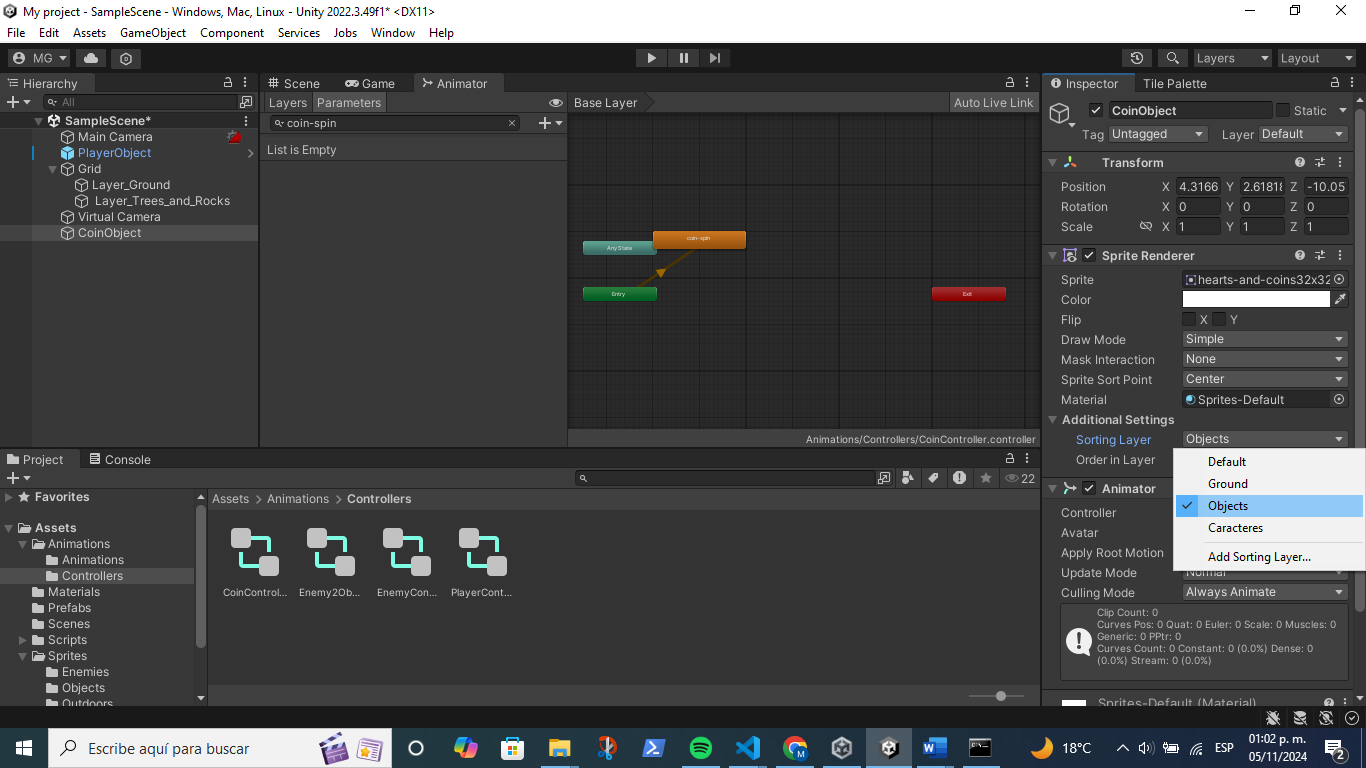 My project - SampleScene - Windows, Mac, Linux - Unity 2022.3.49f1* <DX11>
File Edit Assets GameObject Component Services Jobs Window Help
MG Layers Layout
Hierarchy
All
SampleScene*
Main Camera
PlayerObject
Grid
Layer_Ground
Layer_Trees_and_Rocks
Virtual Camera
CoinObject
Scene Game Animator
Layers Parameters Base Layer Auto Live Link
coin-spin
List is Empty
coin-spin
Any State
Entry
Exit
Animations/Controllers/CoinController.controller
Inspector Tile Palette
CoinObject Static
Tag Untagged Layer Default
Transform
Position X 4.3166 Y 2.61818 Z -10.05
Rotation X 0 Y 0 Z 0
Scale X 1 Y 1 Z 1
Sprite Renderer
Sprite hearts-and-coins32x32
Color
Flip X Y
Draw Mode Simple
Mask Interaction None
Sprite Sort Point Center
Material Sprites-Default
Additional Settings
Sorting Layer Objects
Order in Layer
Default
Ground
Objects
Caracteres
Add Sorting Layer...
Animator
Controller
Avatar
Apply Root Motion
Update Mode Normal
Culling Mode Always Animate
Clip Count: 0
Curves Pos: 0 Quat: 0 Euler: 0 Scale: 0 Muscles: 0
Generic: 0 PPtr: 0
Curves Count: 0 Constant: 0 (0.0%) Dense: 0
(0.0%) Stream: 0 (0.0%)
Sprites-Default (Material)
Project Console
22
Favorites
Assets
Animations
Animations
Controllers
Materials
Prefabs
Scenes
Scripts
Sprites
Enemies
Objects
Outdoors
Assets > Animations > Controllers
CoinControl... Enemy2Ob... EnemyCon... PlayerCont...
Escribe aquí para buscar
18°C
ESP
01:02 p. m.
05/11/2024
2